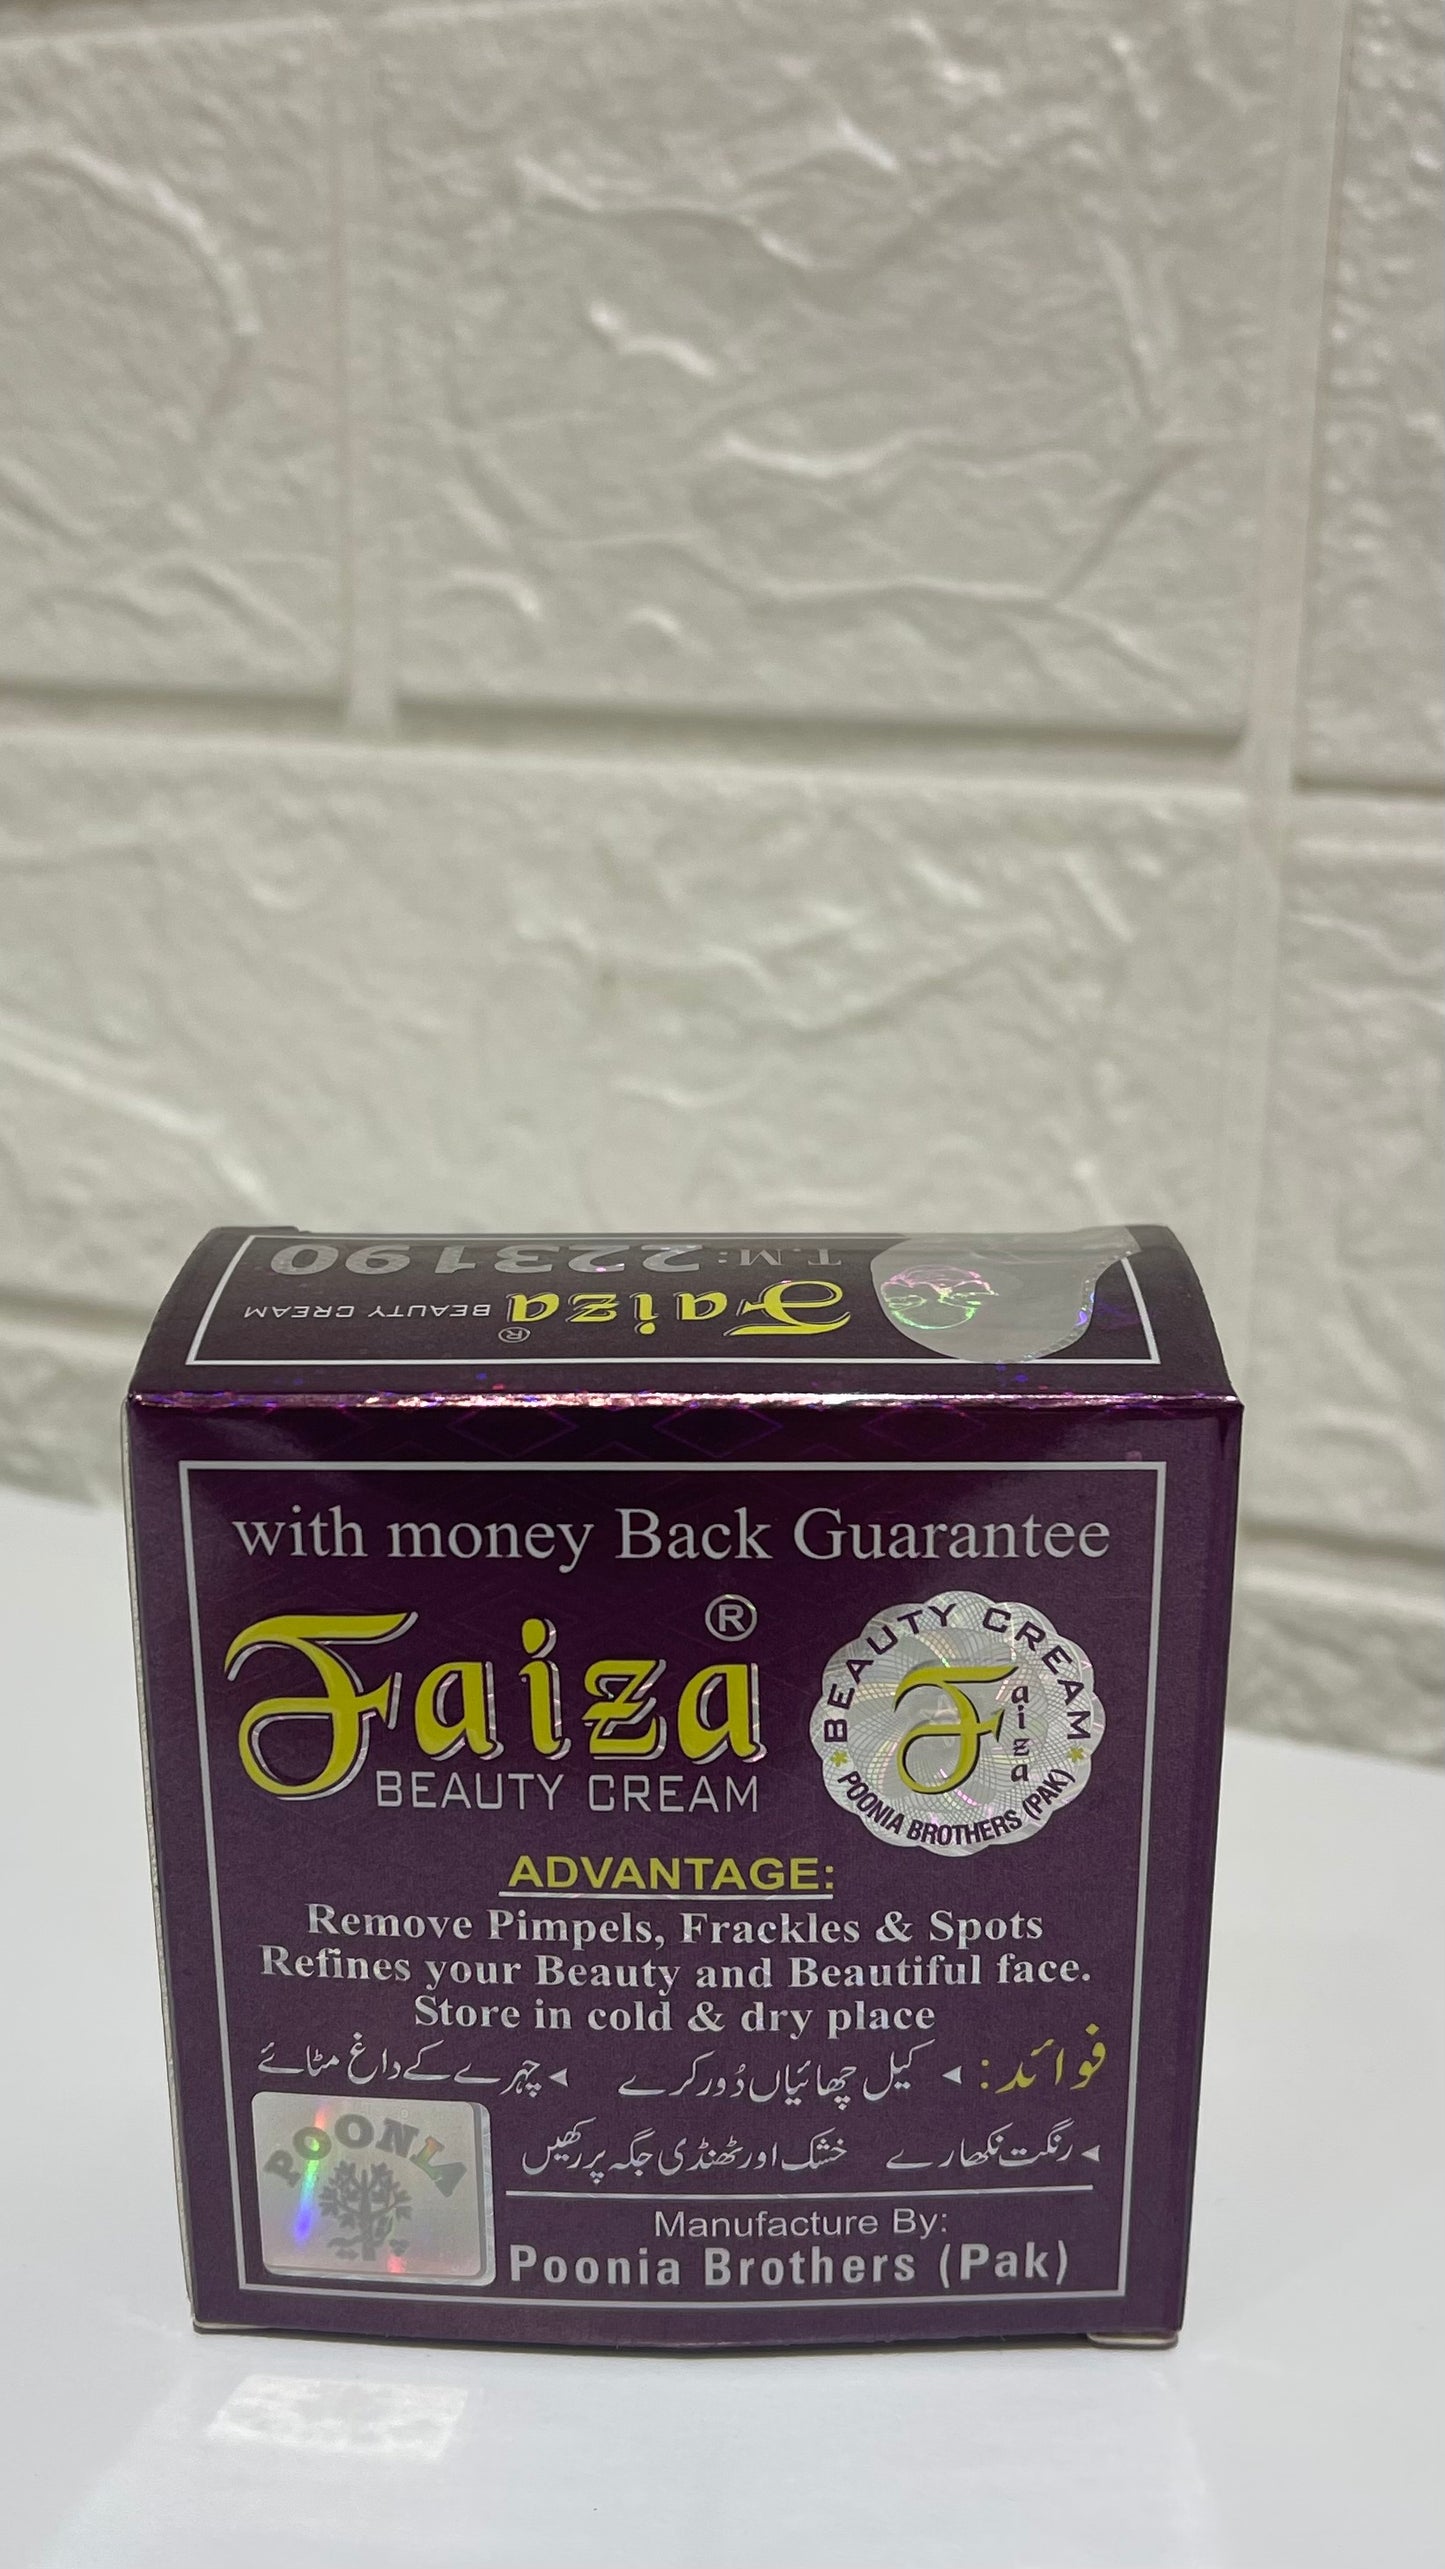 T.M: 223190
Faiza® BEAUTY CREAM
with money Back Guarantee
Faiza®
BEAUTY CREAM
BEAUTY CREAM
Faiza
POONIA BROTHERS (PAK)
ADVANTAGE:
Remove Pimpels, Frackles & Spots
Refines your Beauty and Beautiful face.
Store in cold & dry place
فوائد: ◂ کیل چھائیاں دُور کرے ◂ چہرے کے داغ مٹائے
◂ رنگت نکھارے خشک اور ٹھنڈی جگہ پر رکھیں
POONIA
Manufacture By:
Poonia Brothers (Pak)